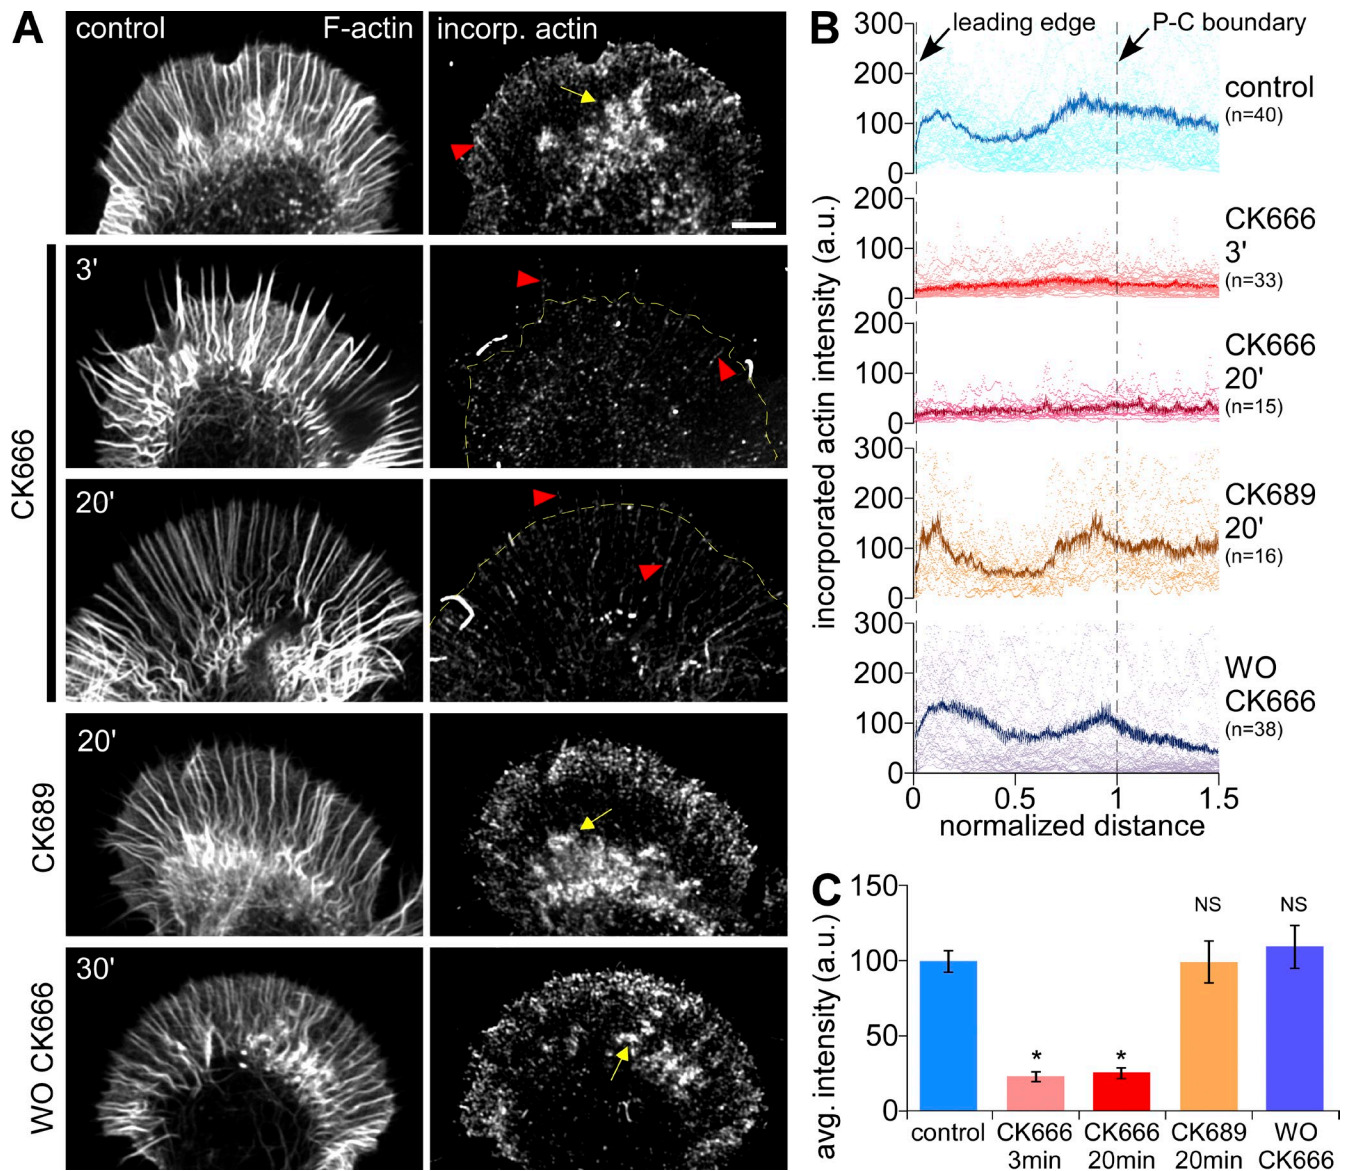 A
control
F-actin
incorp. actin
CK666
3'
20'
CK689
20'
WO CK666
30'
B
leading edge
P-C boundary
incorporated actin intensity (a.u.)
300
200
100
0
control
(n=40)
200
100
0
CK666
3'
(n=33)
200
100
0
CK666
20'
(n=15)
300
200
100
0
CK689
20'
(n=16)
300
200
100
0
WO
CK666
(n=38)
0
0.5
1
1.5
normalized distance
C
avg. intensity (a.u.)
150
100
50
0
*
*
NS
NS
control
CK666
3min
CK666
20min
CK689
20min
WO
CK666